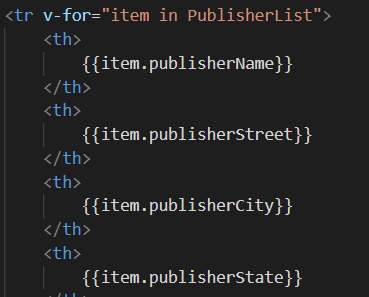 <tr v-for="item in PublisherList">
<th>
{{item.publisherName}}
</th>
<th>
{{item.publisherStreet}}
</th>
<th>
{{item.publisherCity}}
</th>
<th>
{{item.publisherState}}